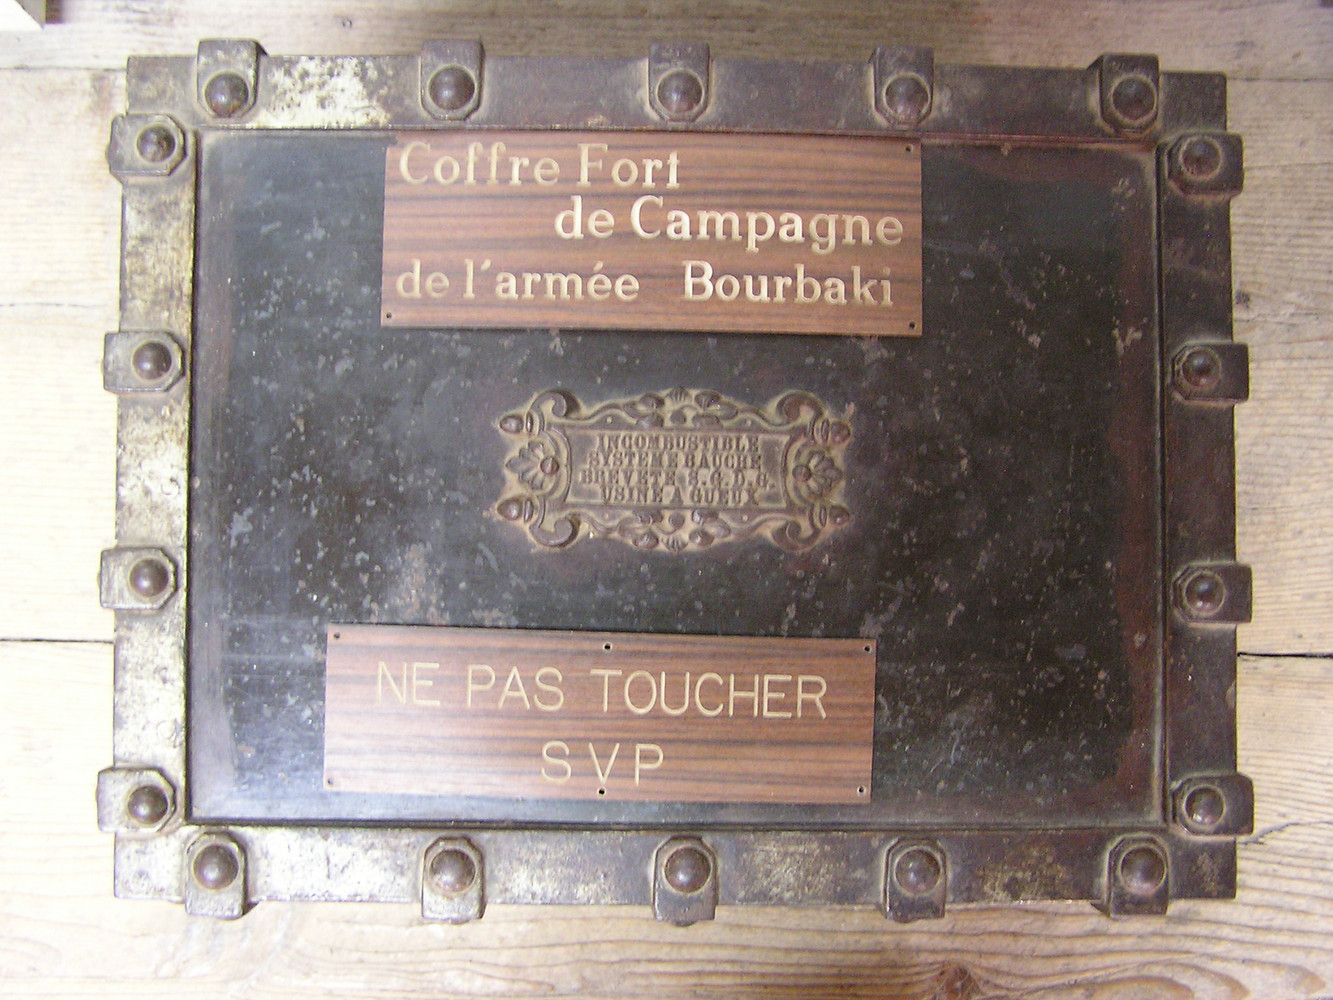 Coffre Fort
de Campagne
de l'armée Bourbaki
INCOMBUSTIBLE
SYSTEME BAUCHE
BREVETE S.G.D.G.
USINE A GUEUX
NE PAS TOUCHER
SVP